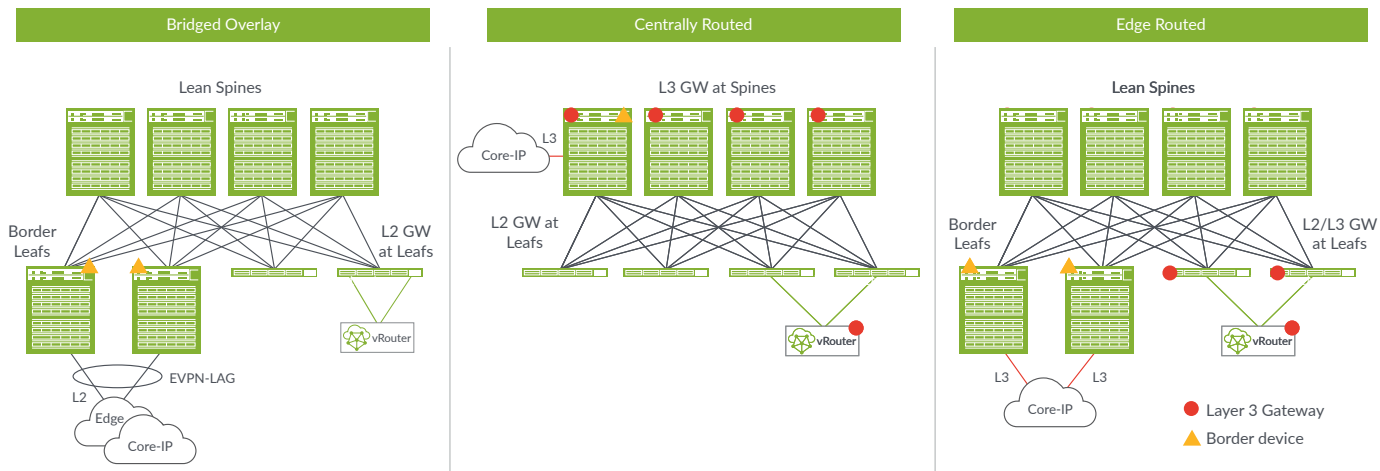 Bridged Overlay
Lean Spines
Border
Leafs
L2 GW
at Leafs
vRouter
EVPN-LAG
L2
Edge
Core-IP
Centrally Routed
L3 GW at Spines
L3
Core-IP
L2 GW at
Leafs
vRouter
Edge Routed
Lean Spines
Border
Leafs
L2/L3 GW
at Leafs
vRouter
L3
L3
Core-IP
Layer 3 Gateway
Border device